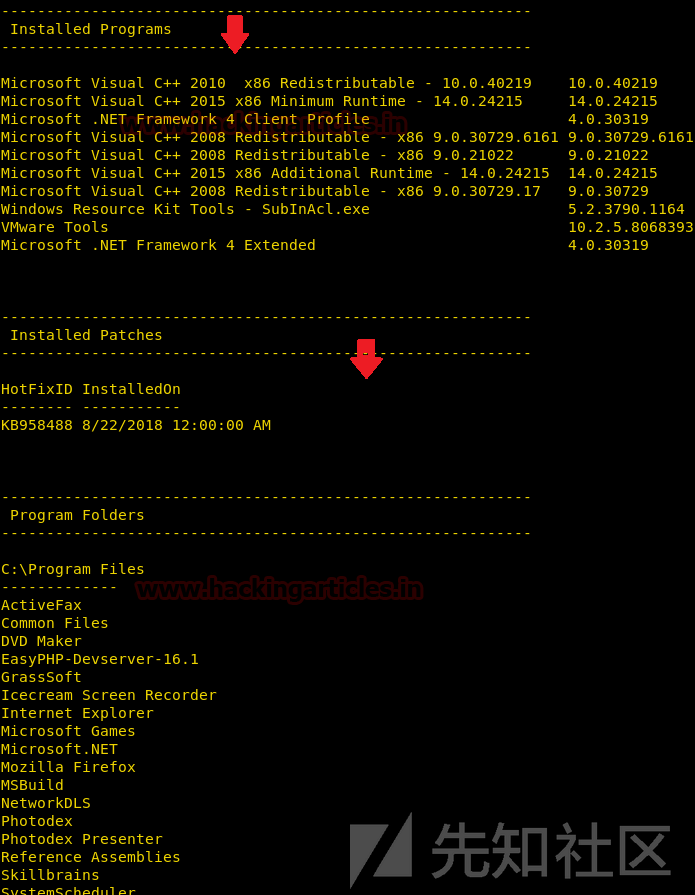 -----------------------------------------------------------
 Installed Programs
-----------------------------------------------------------
Microsoft Visual C++ 2010  x86 Redistributable - 10.0.40219    10.0.40219
Microsoft Visual C++ 2015 x86 Minimum Runtime - 14.0.24215     14.0.24215
Microsoft .NET Framework 4 Client Profile                      4.0.30319
www.hackingarticles.in
Microsoft Visual C++ 2008 Redistributable - x86 9.0.30729.6161 9.0.30729.6161
Microsoft Visual C++ 2008 Redistributable - x86 9.0.21022      9.0.21022
Microsoft Visual C++ 2015 x86 Additional Runtime - 14.0.24215  14.0.24215
Microsoft Visual C++ 2008 Redistributable - x86 9.0.30729.17   9.0.30729
Windows Resource Kit Tools - SubInAcl.exe                      5.2.3790.1164
VMware Tools                                                   10.2.5.8068393
Microsoft .NET Framework 4 Extended                            4.0.30319
-----------------------------------------------------------
 Installed Patches
-----------------------------------------------------------
HotFixID InstalledOn
-------- -----------
KB958488 8/22/2018 12:00:00 AM
-----------------------------------------------------------
 Program Folders
-----------------------------------------------------------
C:\Program Files
-------------
www.hackingarticles.in
ActiveFax
Common Files
DVD Maker
EasyPHP-Devserver-16.1
GrassSoft
Icecream Screen Recorder
Internet Explorer
Microsoft Games
Microsoft.NET
Mozilla Firefox
MSBuild
NetworkDLS
Photodex
Photodex Presenter
Reference Assemblies
Skillbrains
SystemScheduler
先知社区